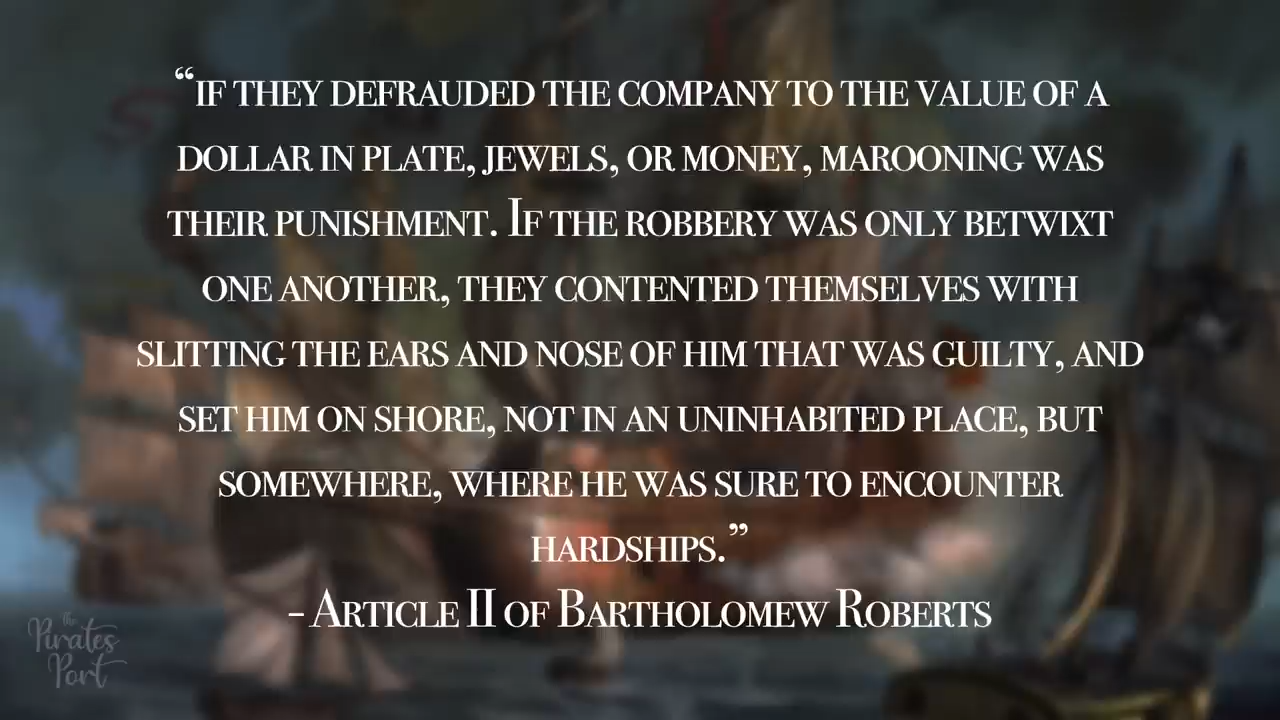 “If they defrauded the company to the value of a
dollar in plate, jewels, or money, marooning was
their punishment. If the robbery was only betwixt
one another, they contented themselves with
slitting the ears and nose of him that was guilty, and
set him on shore, not in an uninhabited place, but
somewhere, where he was sure to encounter
hardships.”
- Article II of Bartholomew Roberts
the
Pirates
Port